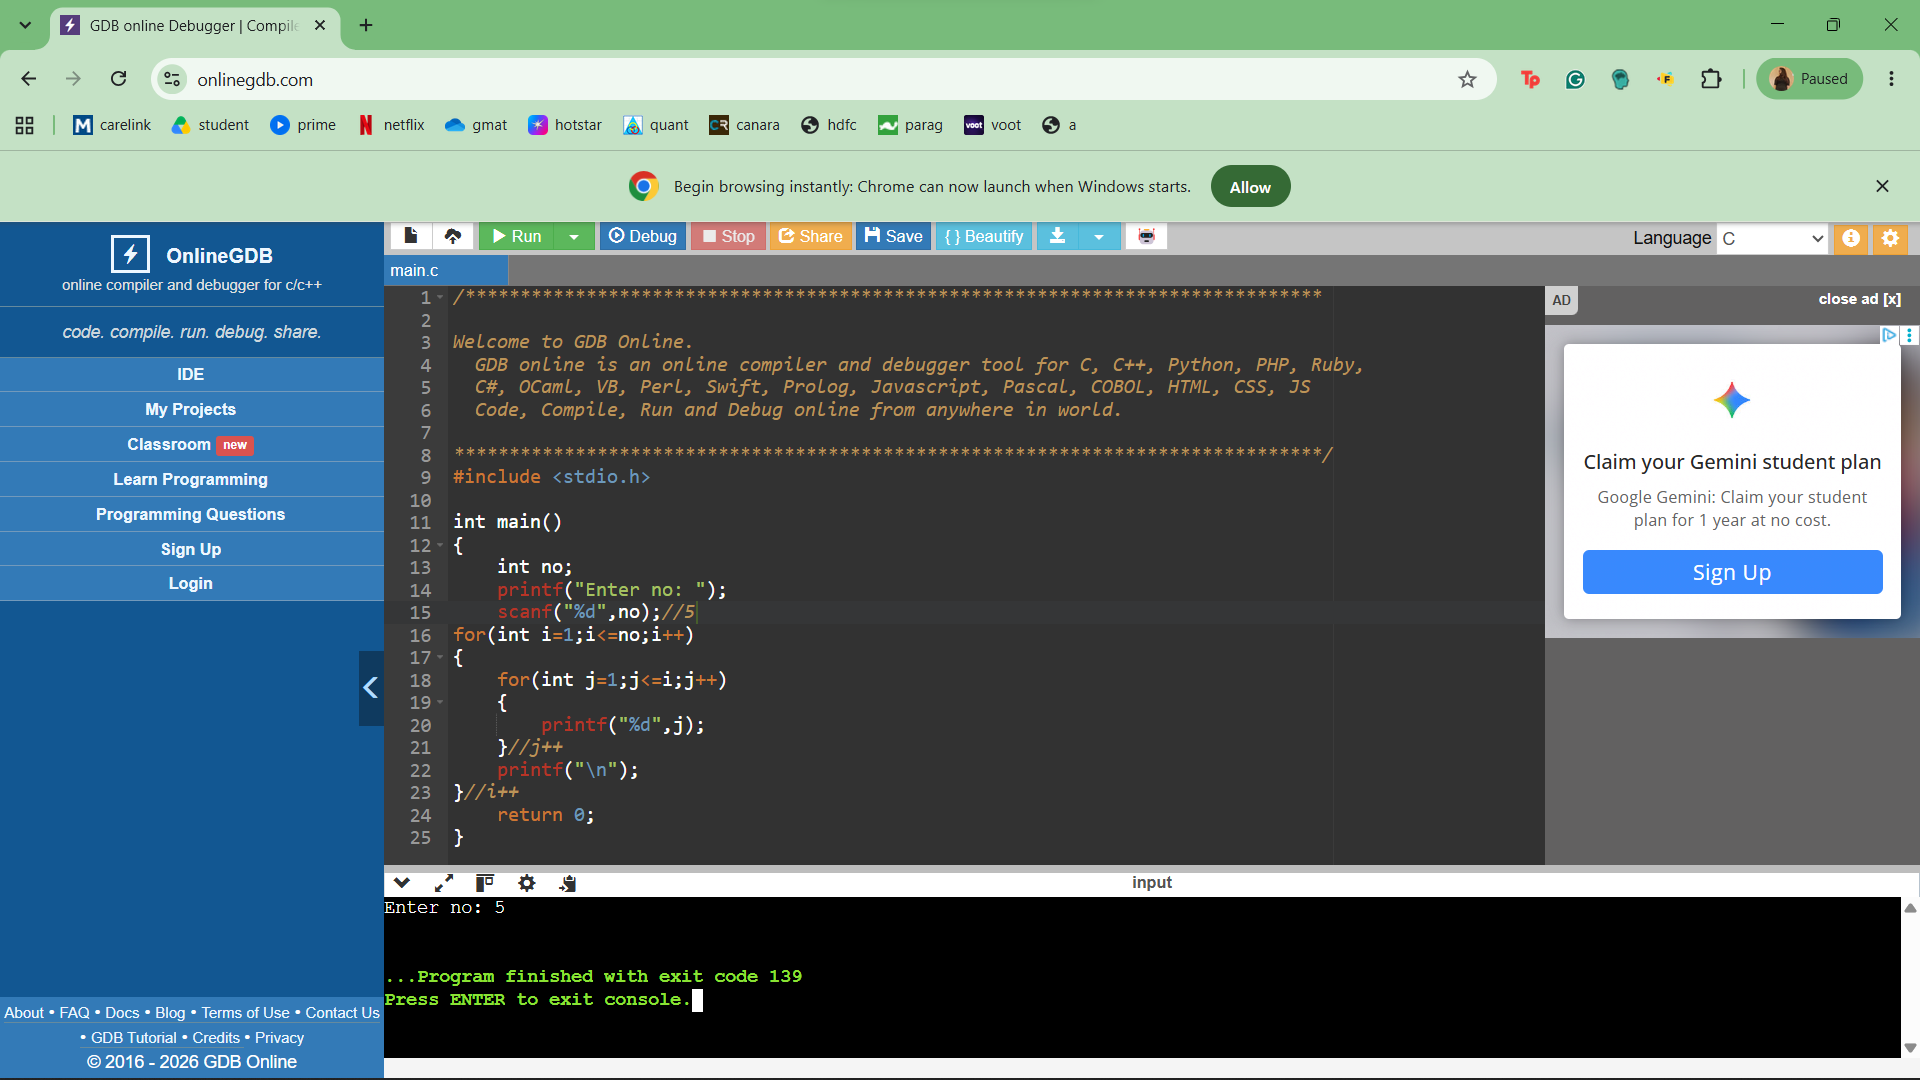 GDB online Debugger | Compile
onlinegdb.com
Paused
carelink student prime netflix gmat hotstar quant canara hdfc parag voot a
Begin browsing instantly: Chrome can now launch when Windows starts. Allow
OnlineGDB
online compiler and debugger for c/c++
code. compile. run. debug. share.
IDE
My Projects
Classroom new
Learn Programming
Programming Questions
Sign Up
Login
About • FAQ • Docs • Blog • Terms of Use • Contact Us
• GDB Tutorial • Credits • Privacy
© 2016 - 2026 GDB Online
Run Debug Stop Share Save { } Beautify
Language C
main.c
1 /******************************************************************************
2
3 Welcome to GDB Online.
4   GDB online is an online compiler and debugger tool for C, C++, Python, PHP, Ruby,
5   C#, OCaml, VB, Perl, Swift, Prolog, Javascript, Pascal, COBOL, HTML, CSS, JS
6   Code, Compile, Run and Debug online from anywhere in world.
7
8 *******************************************************************************/
9 #include <stdio.h>
10
11 int main()
12 {
13     int no;
14     printf("Enter no: ");
15     scanf("%d",no);//5
16 for(int i=1;i<=no;i++)
17 {
18     for(int j=1;j<=i;j++)
19     {
20         printf("%d",j);
21     }//j++
22     printf("\n");
23 }//i++
24     return 0;
25 }
AD
close ad [x]
Claim your Gemini student plan
Google Gemini: Claim your student
plan for 1 year at no cost.
Sign Up
input
Enter no: 5
...Program finished with exit code 139
Press ENTER to exit console.